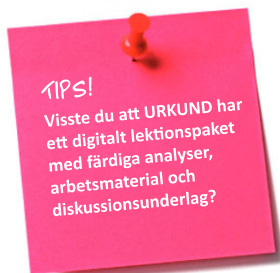 TIPS!
Visste du att URKUND har
ett digitalt lektionspaket
med färdiga analyser,
arbetsmaterial och
diskussionsunderlag?